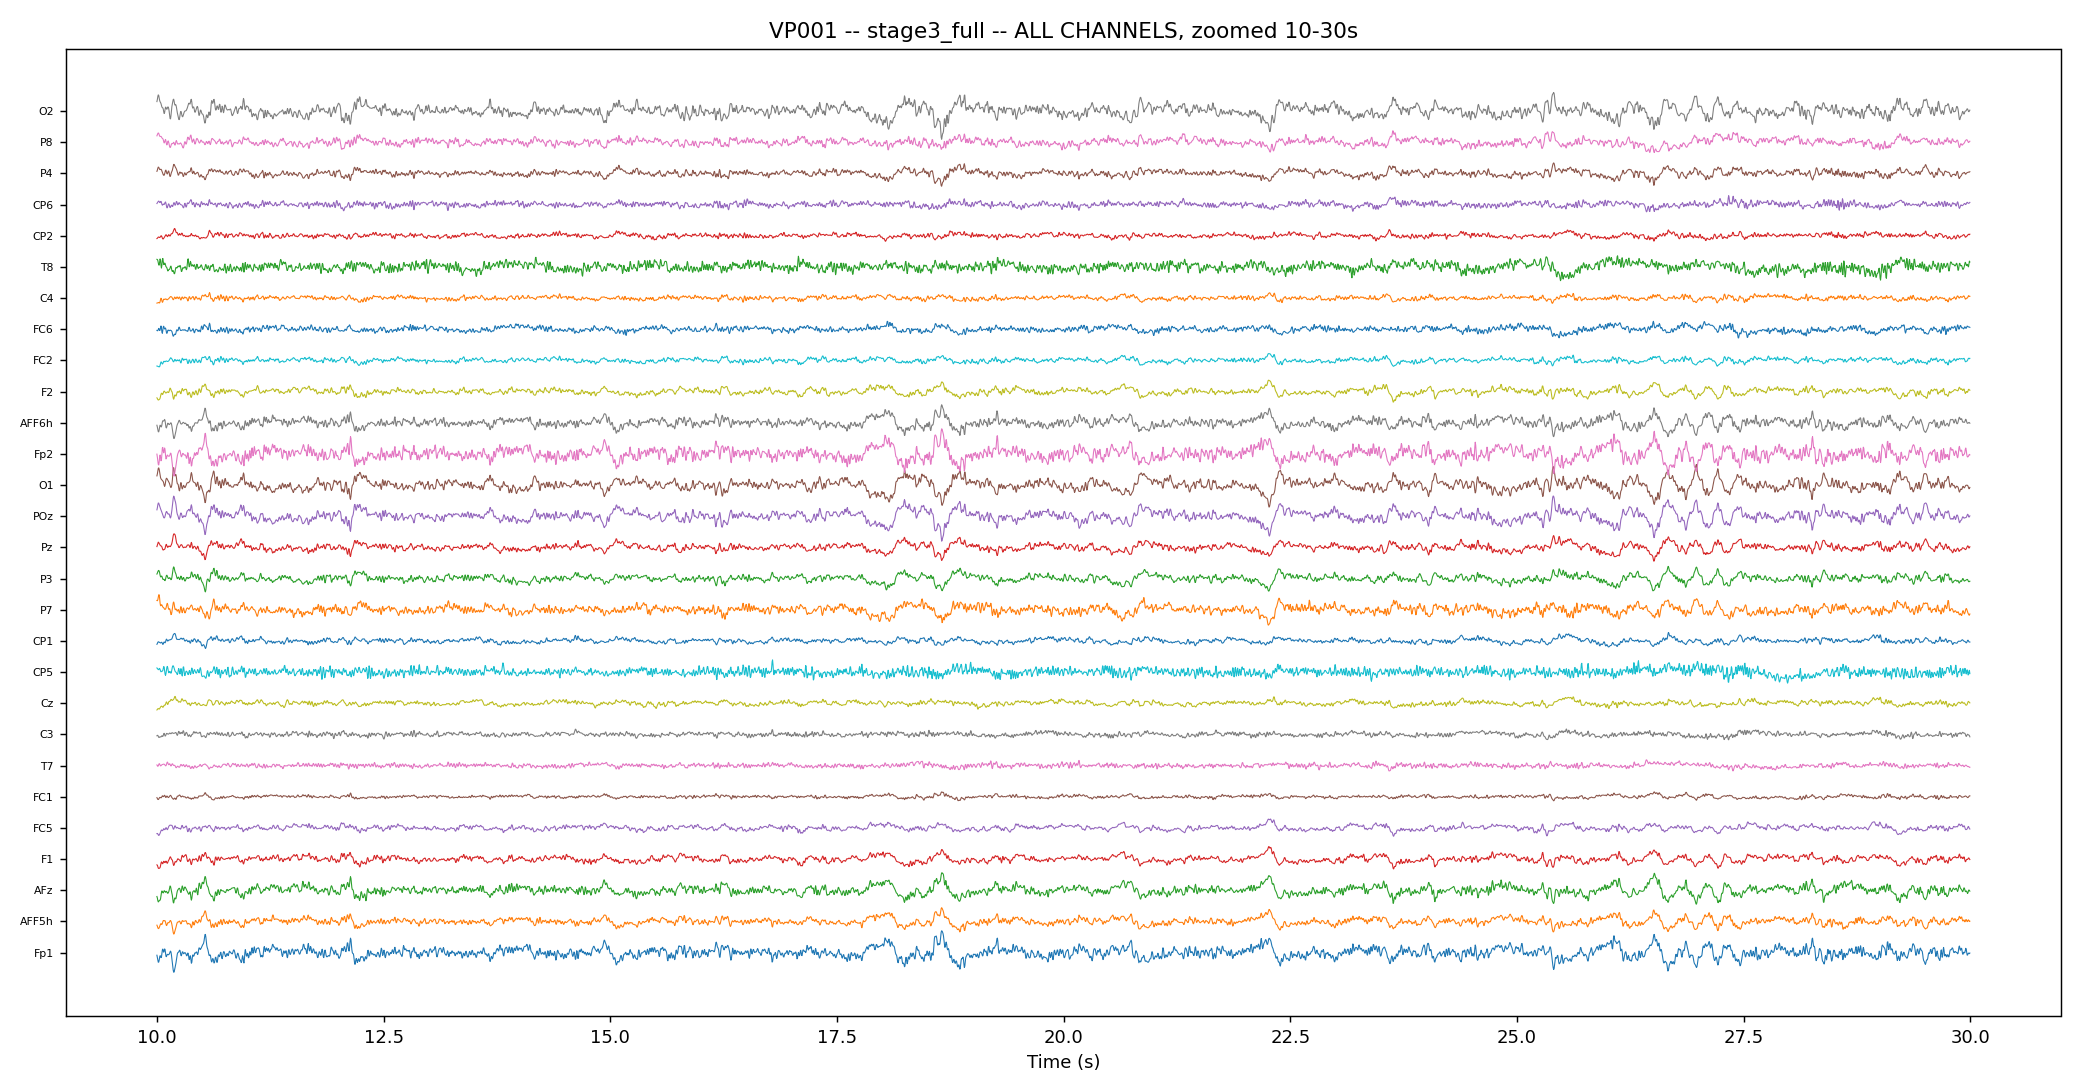 VP001 -- stage3_full -- ALL CHANNELS, zoomed 10-30s
O2
P8
P4
CP6
CP2
T8
C4
FC6
FC2
F2
AFF6h
Fp2
O1
POz
Pz
P3
P7
CP1
CP5
Cz
C3
T7
FC1
FC5
F1
AFz
AFF5h
Fp1
10.0 12.5 15.0 17.5 20.0 22.5 25.0 27.5 30.0
Time (s)